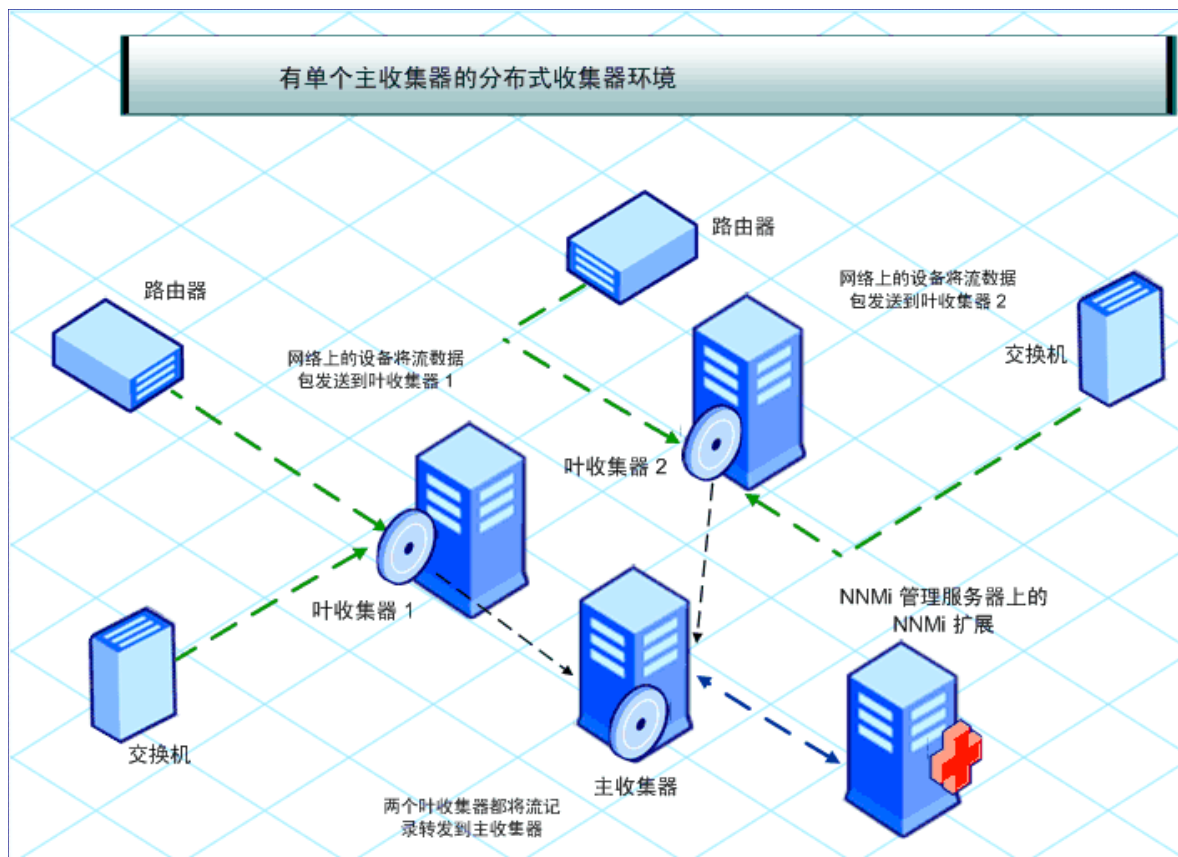 有单个主收集器的分布式收集器环境
路由器
路由器
网络上的设备将流数据
包发送到叶收集器 2
交换机
网络上的设备将流数据
包发送到叶收集器 1
叶收集器 2
叶收集器 1
NNMi 管理服务器上的
NNMi 扩展
交换机
主收集器
两个叶收集器都将流记
录转发到主收集器